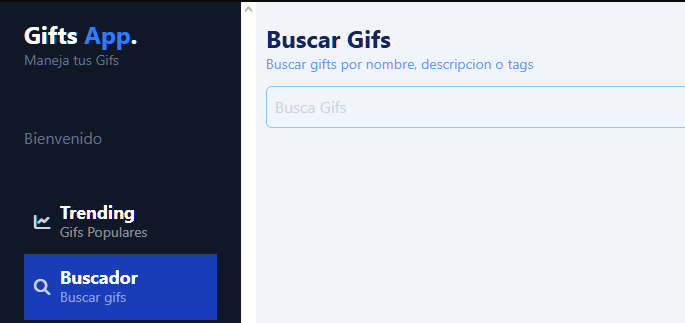 Gifts App.
Maneja tus Gifs
Bienvenido
Trending
Gifs Populares
Buscador
Buscar gifs
Buscar Gifs
Buscar gifts por nombre, descripcion o tags
Busca Gifs